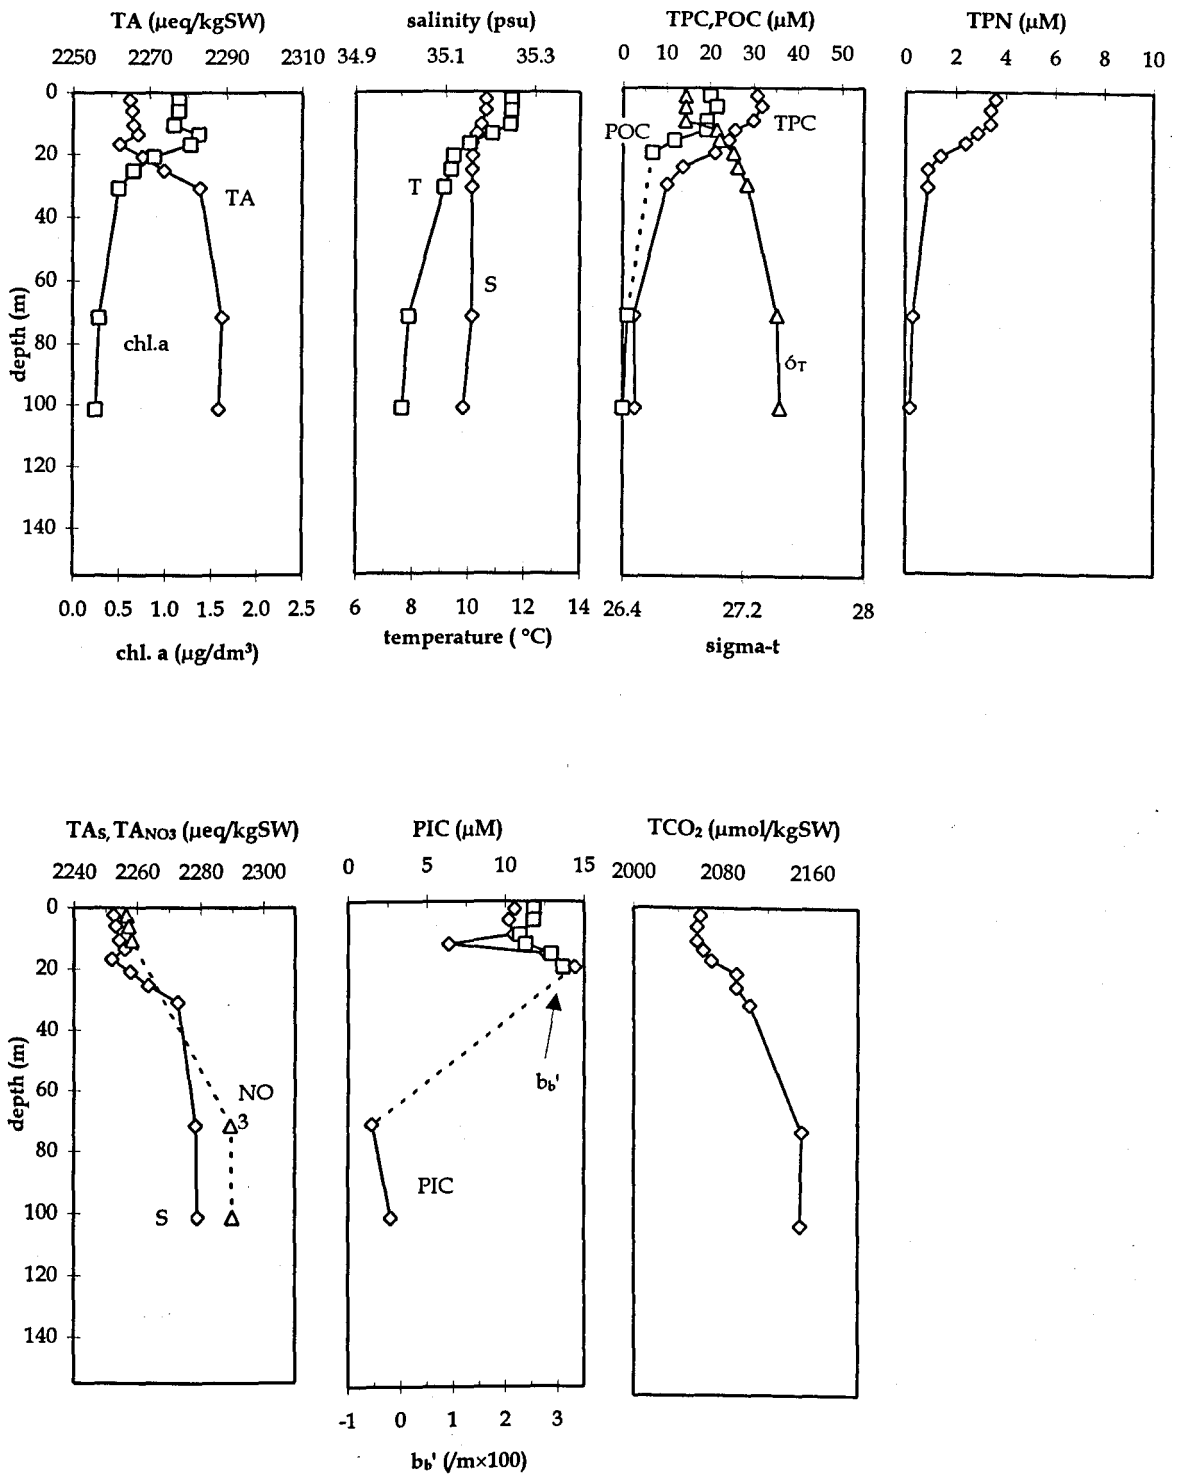 TA (μeq/kgSW)
2250 2270 2290 2310
0
20
40
60
80
100
120
140
depth (m)
TA
chl.a
0.0 0.5 1.0 1.5 2.0 2.5
chl. a (μg/dm³)
salinity (psu)
34.9 35.1 35.3
T
S
6 8 10 12 14
temperature ( °C)
TPC,POC (μM)
0 10 20 30 40 50
POC
TPC
σT
26.4 27.2 28
sigma-t
TPN (μM)
0 2 4 6 8 10
TAs, TANO3 (μeq/kgSW)
2240 2260 2280 2300
0
20
40
60
80
100
120
140
depth (m)
NO
3
S
PIC (μM)
0 5 10 15
bb'
PIC
-1 0 1 2 3
bb' (/m×100)
TCO₂ (μmol/kgSW)
2000 2080 2160